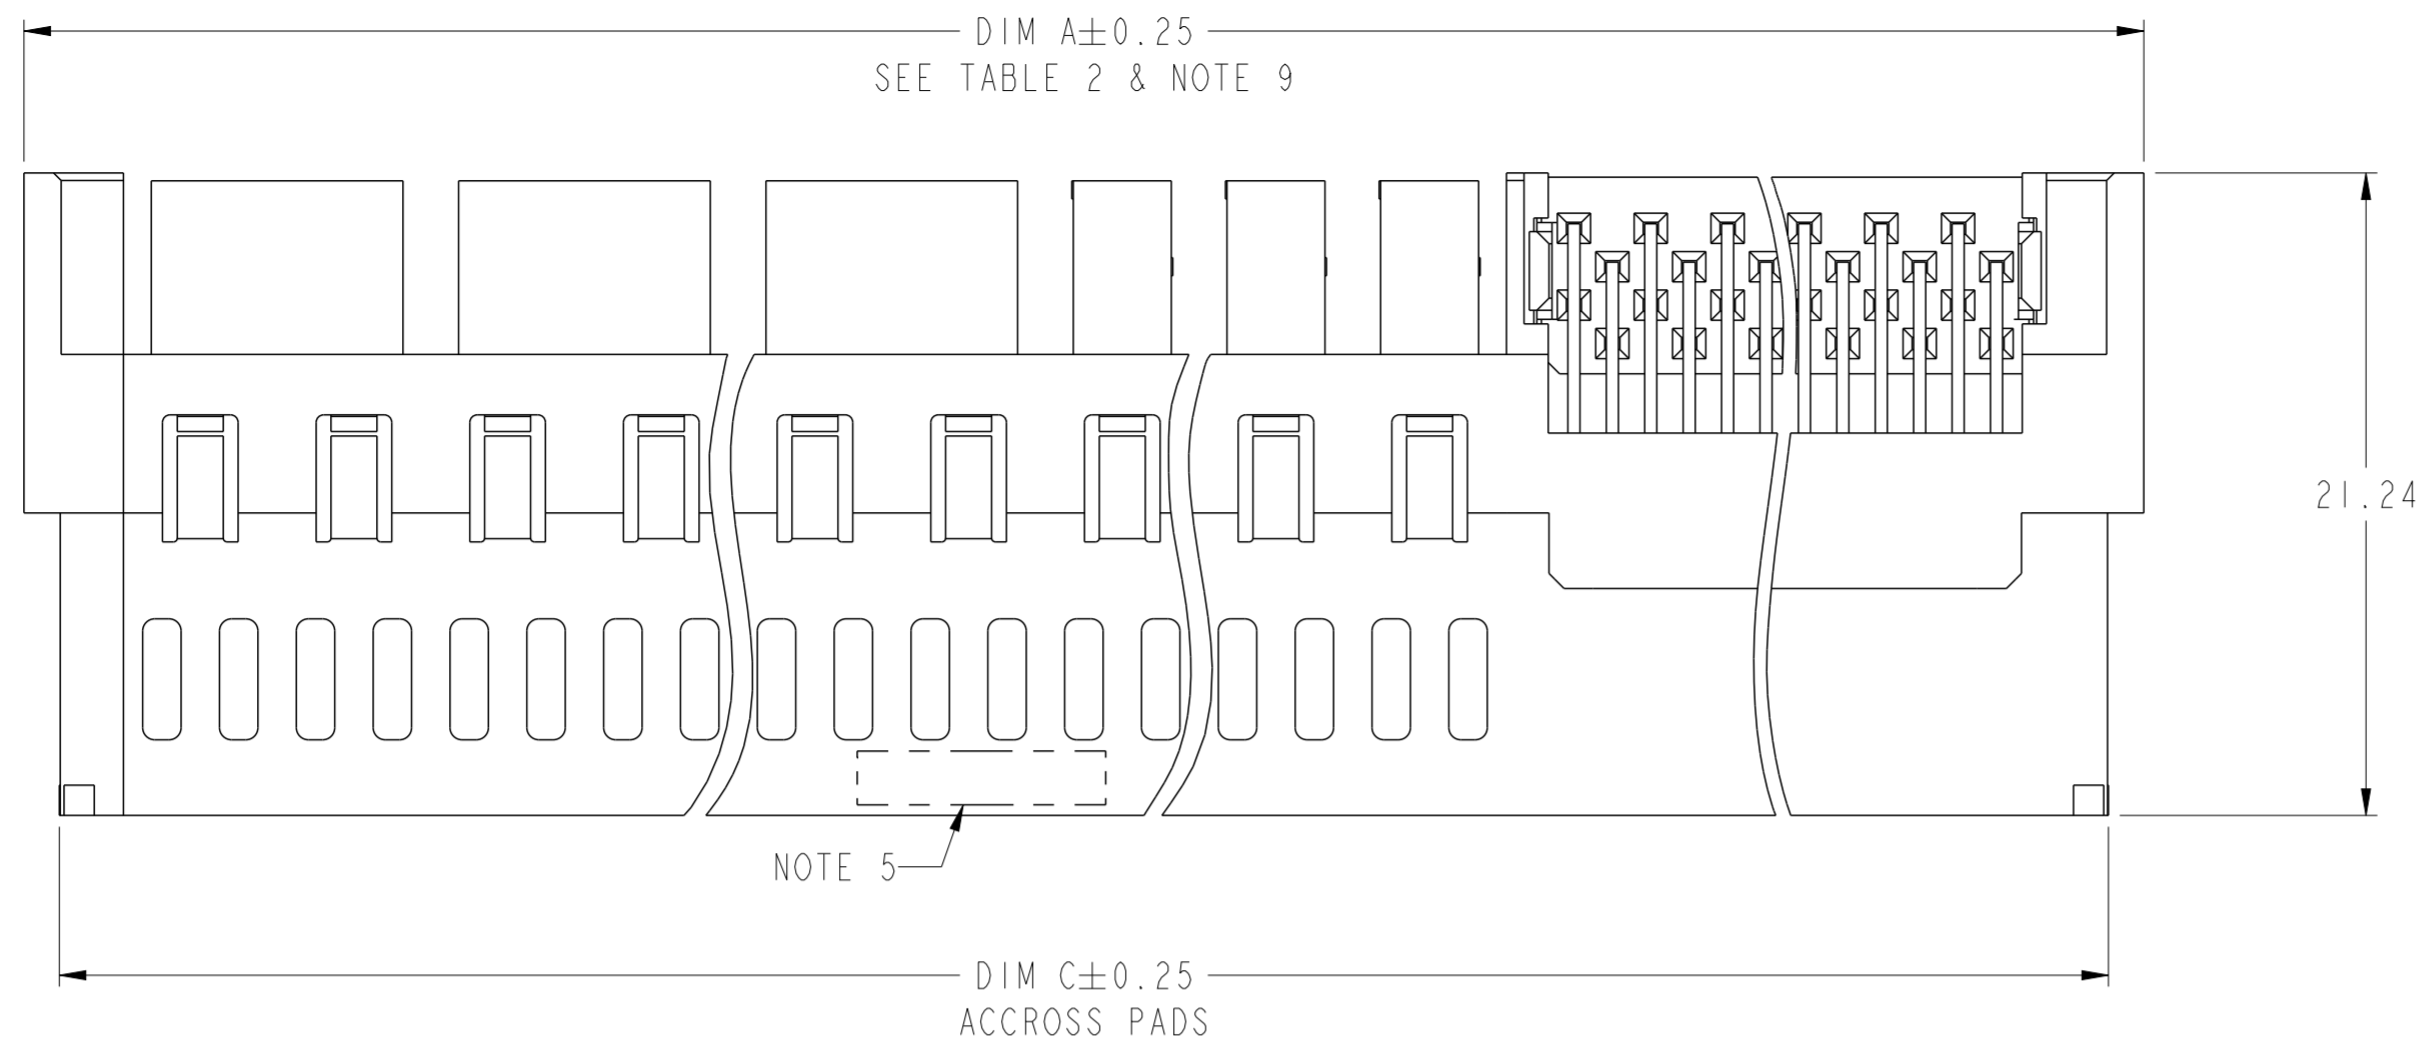 DIM A±0.25
SEE TABLE 2 & NOTE 9
21.24
NOTE 5
DIM C±0.25
ACCROSS PADS